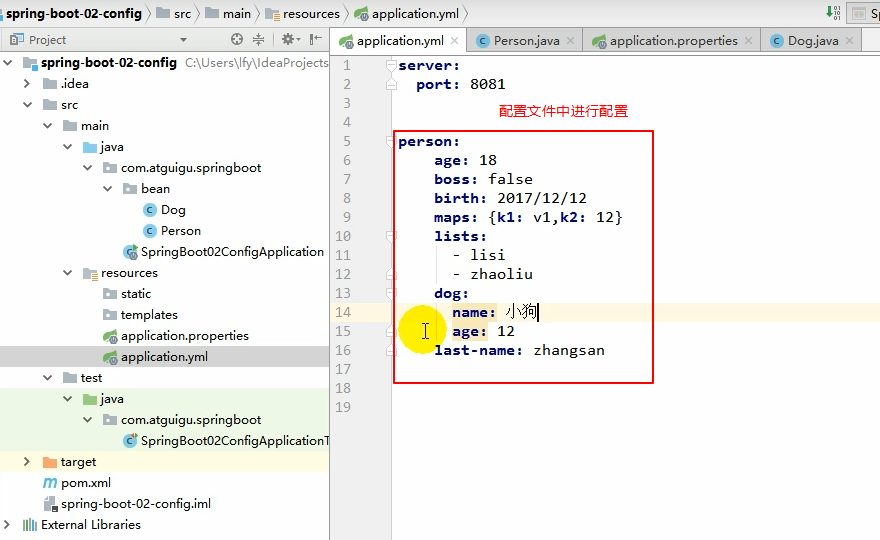 spring-boot-02-config src main resources application.yml
Project
application.yml Person.java application.properties Dog.java
spring-boot-02-config C:\Users\lfy\IdeaProjects
.idea
src
main
java
com.atguigu.springboot
bean
Dog
Person
SpringBoot02ConfigApplication
resources
static
templates
application.properties
application.yml
test
java
com.atguigu.springboot
SpringBoot02ConfigApplicationT
target
pom.xml
spring-boot-02-config.iml
External Libraries
1 server:
2 port: 8081
3
配置文件中进行配置
4
5 person:
6 age: 18
7 boss: false
8 birth: 2017/12/12
9 maps: {k1: v1,k2: 12}
10 lists:
11 - lisi
12 - zhaoliu
13 dog:
14 name: 小狗
15 age: 12
16 last-name: zhangsan
17
18
19